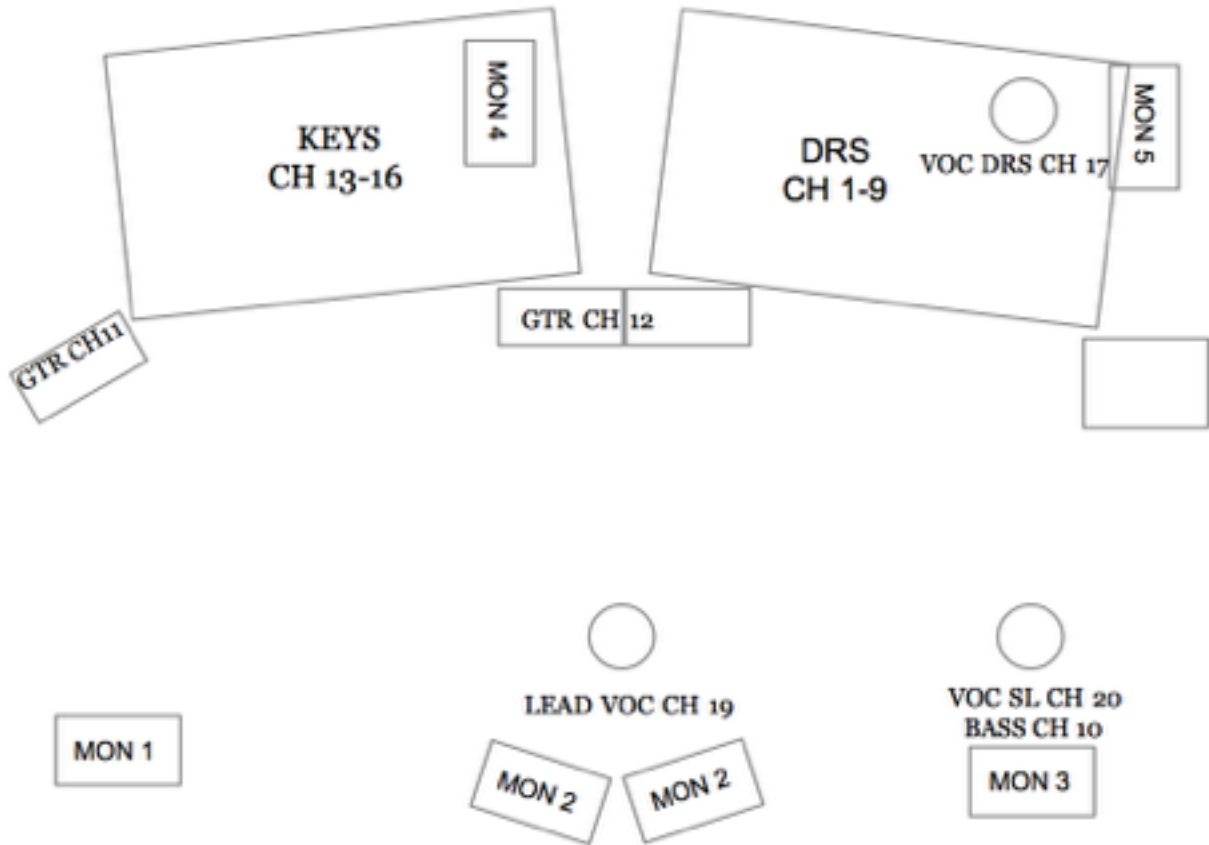 KEYS
CH 13-16
MON 4
DRS
CH 1-9
VOC DRS CH 17
MON 5
GTR CH11
GTR CH 12
LEAD VOC CH 19
VOC SL CH 20
BASS CH 10
MON 1
MON 2
MON 2
MON 3